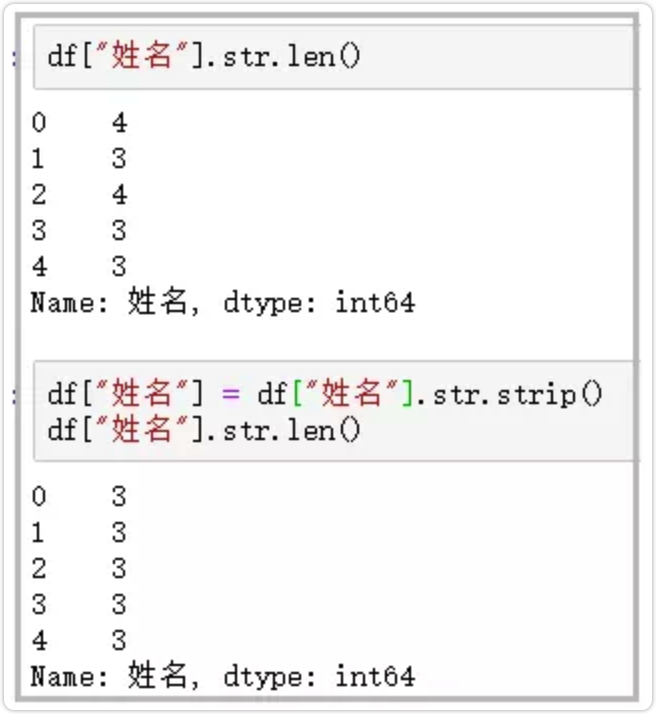 df["姓名"].str.len()
0 4
1 3
2 4
3 3
4 3
Name: 姓名, dtype: int64
df["姓名"] = df["姓名"].str.strip()
df["姓名"].str.len()
0 3
1 3
2 3
3 3
4 3
Name: 姓名, dtype: int64